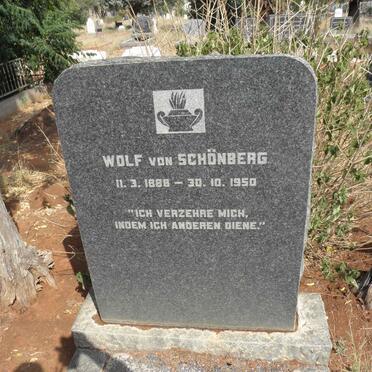 WOLF VON SCHÖNBERG
11. 3. 1888 — 30. 10. 1950
"ICH VERZEHRE MICH,
INDEM ICH ANDEREN DIENE."